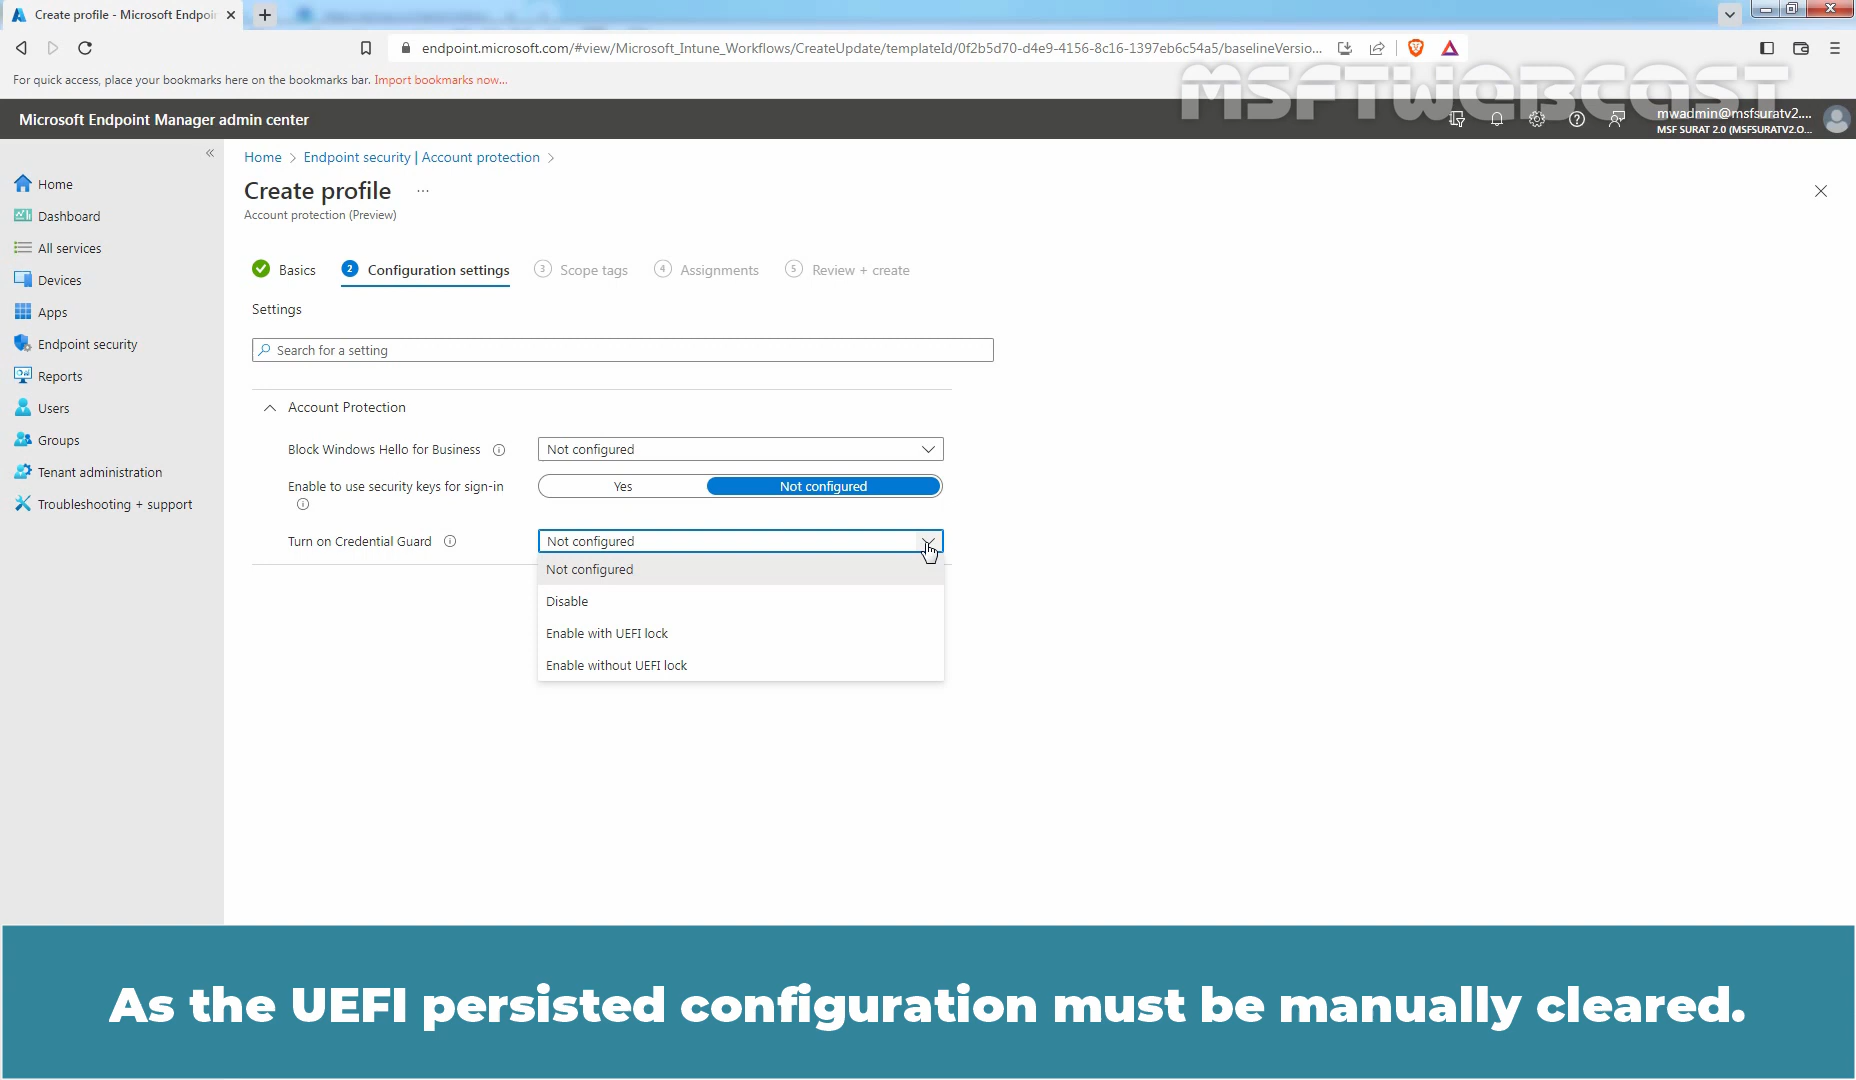 Create profile - Microsoft Endpoin
endpoint.microsoft.com/#view/Microsoft_Intune_Workflows/CreateUpdate/templateId/0f2b5d70-d4e9-4156-8c16-1397eb6c54a5/baselineVersio...
For quick access, place your bookmarks here on the bookmarks bar. Import bookmarks now...
MSFTWEBCAST
Microsoft Endpoint Manager admin center
mwadmin@msfsuratv2....
MSF SURAT 2.0 (MSFSURATV2.O...
Home
Dashboard
All services
Devices
Apps
Endpoint security
Reports
Users
Groups
Tenant administration
Troubleshooting + support
Home > Endpoint security | Account protection >
Create profile ...
Account protection (Preview)
Basics
2 Configuration settings
3 Scope tags
4 Assignments
5 Review + create
Settings
Search for a setting
Account Protection
Block Windows Hello for Business
Not configured
Enable to use security keys for sign-in
Yes
Not configured
Turn on Credential Guard
Not configured
Not configured
Disable
Enable with UEFI lock
Enable without UEFI lock
As the UEFI persisted configuration must be manually cleared.